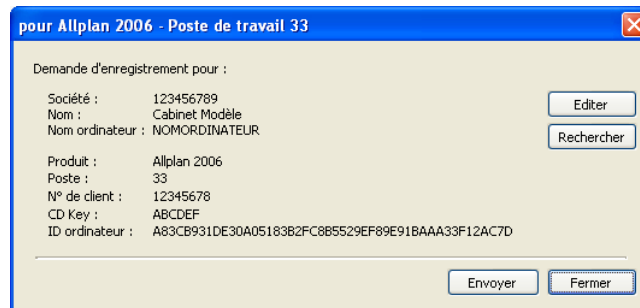 pour Allplan 2006 - Poste de travail 33
Demande d'enregistrement pour :
Société : 123456789
Nom : Cabinet Modèle
Nom ordinateur : NOMORDINATEUR
Produit : Allplan 2006
Poste : 33
N° de client : 12345678
CD Key : ABCDEF
ID ordinateur : A83CB931DE30A05183B2FC8B5529EF89E91BAAA33F12AC7D
Editer
Rechercher
Envoyer
Fermer